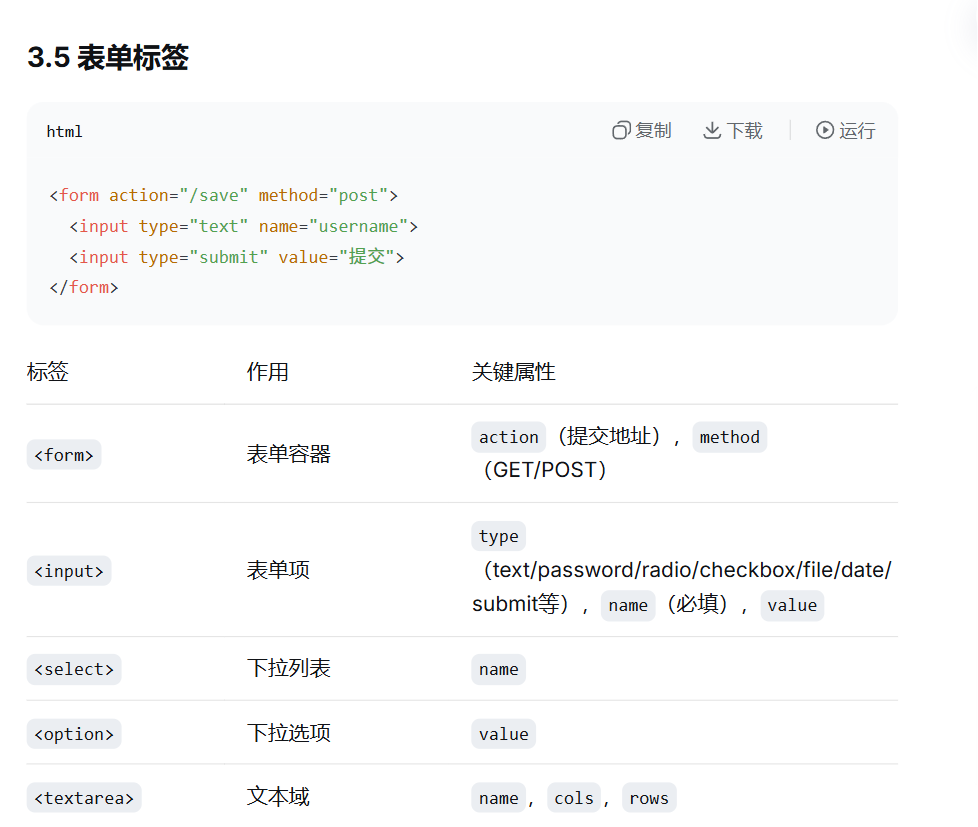 3.5 表单标签
html 复制 下载 运行
<form action="/save" method="post">
  <input type="text" name="username">
  <input type="submit" value="提交">
</form>
标签 作用 关键属性
<form> 表单容器 action（提交地址）, method
（GET/POST）
<input> 表单项 type
（text/password/radio/checkbox/file/date/
submit等）, name（必填）, value
<select> 下拉列表 name
<option> 下拉选项 value
<textarea> 文本域 name, cols, rows